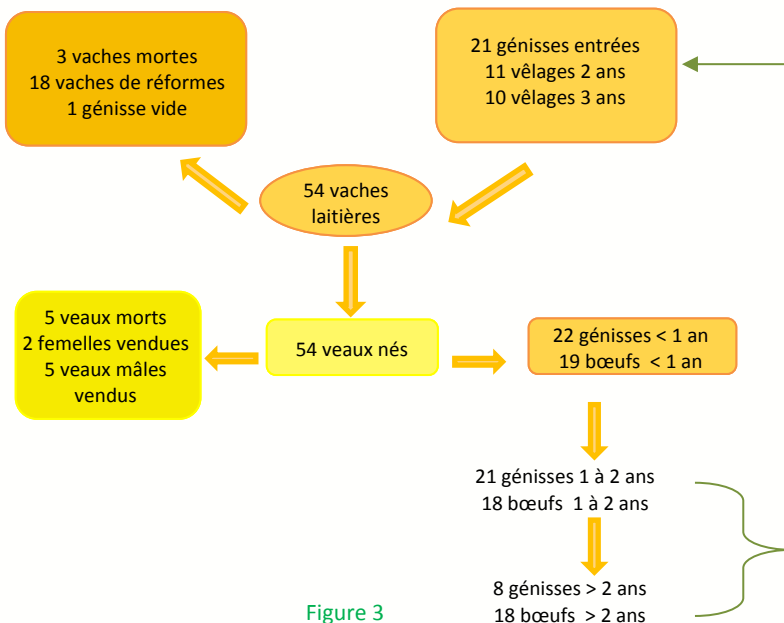 3 vaches mortes
18 vaches de réformes
1 génisse vide
21 génisses entrées
11 vêlages 2 ans
10 vêlages 3 ans
54 vaches
laitières
5 veaux morts
2 femelles vendues
5 veaux mâles
vendus
54 veaux nés
22 génisses < 1 an
19 bœufs < 1 an
21 génisses 1 à 2 ans
18 bœufs 1 à 2 ans
8 génisses > 2 ans
18 bœufs > 2 ans
Figure 3